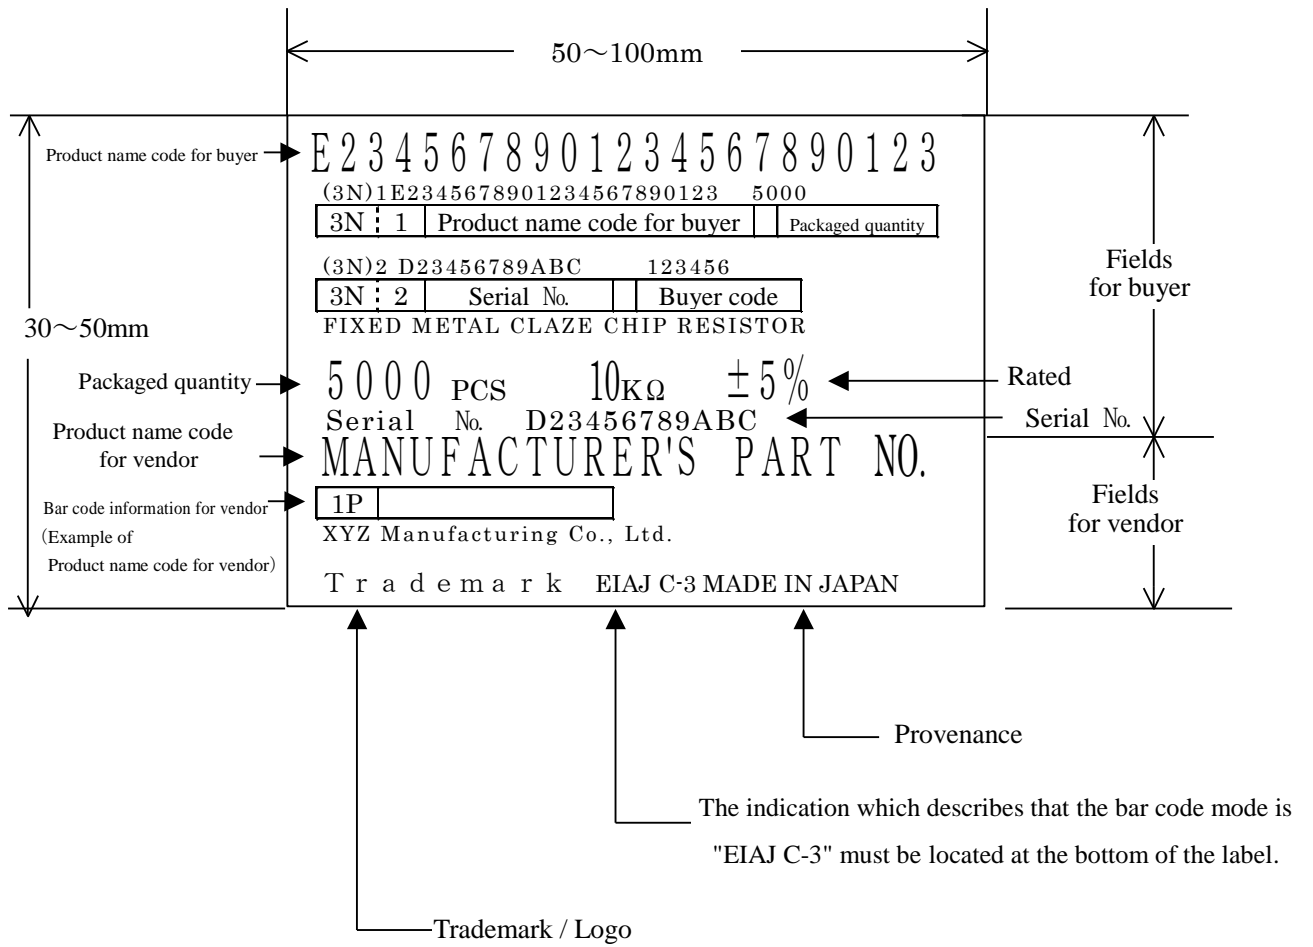 50～100mm
Product name code for buyer
E2345678901234567890123
(3N)1E2345678901234567890123 5000
3N 1 Product name code for buyer Packaged quantity
(3N)2 D23456789ABC 123456
3N 2 Serial №. Buyer code
FIXED METAL CLAZE CHIP RESISTOR
Fields
for buyer
30～50mm
Packaged quantity
5000 PCS 10KΩ ±5%
Rated
Serial №. D23456789ABC
Serial №.
Product name code
for vendor
MANUFACTURER'S PART NO.
Bar code information for vendor
(Example of
Product name code for vendor)
1P
XYZ Manufacturing Co., Ltd.
Fields
for vendor
Trademark EIAJ C-3 MADE IN JAPAN
Provenance
The indication which describes that the bar code mode is
"EIAJ C-3" must be located at the bottom of the label.
Trademark / Logo